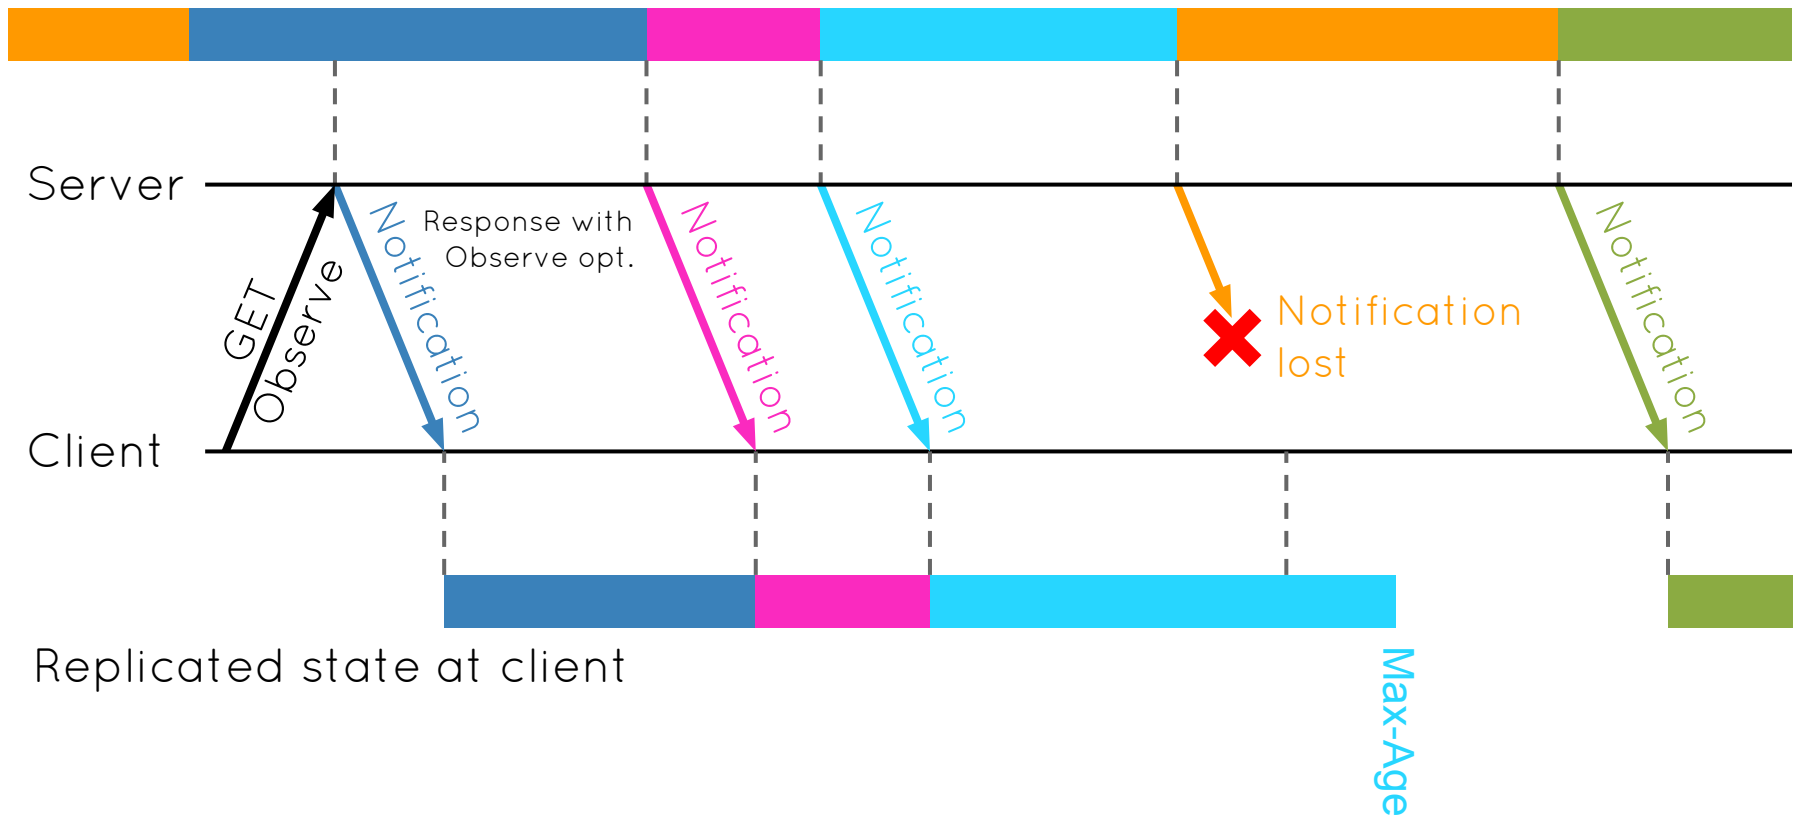 Server
GET
Observe
Notification
Response with
Observe opt.
Notification
Notification
Notification
lost
Notification
Client
Replicated state at client
Max-Age